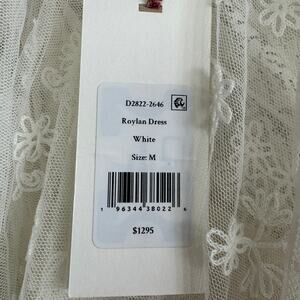 D2822-2646
Roylan Dress
White
Size: M
1 96344 38022 6
$1295